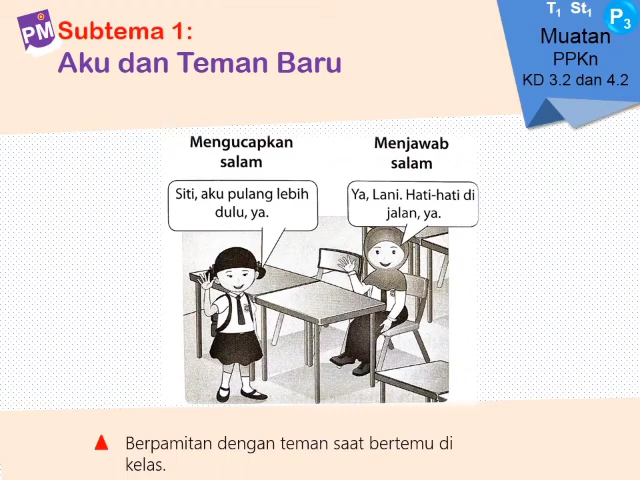 PM
Subtema 1:
Aku dan Teman Baru
T1 St1
P3
Muatan
PPKn
KD 3.2 dan 4.2
Mengucapkan
salam
Menjawab
salam
Siti, aku pulang lebih
dulu, ya.
Ya, Lani. Hati-hati di
jalan, ya.
Berpamitan dengan teman saat bertemu di
kelas.